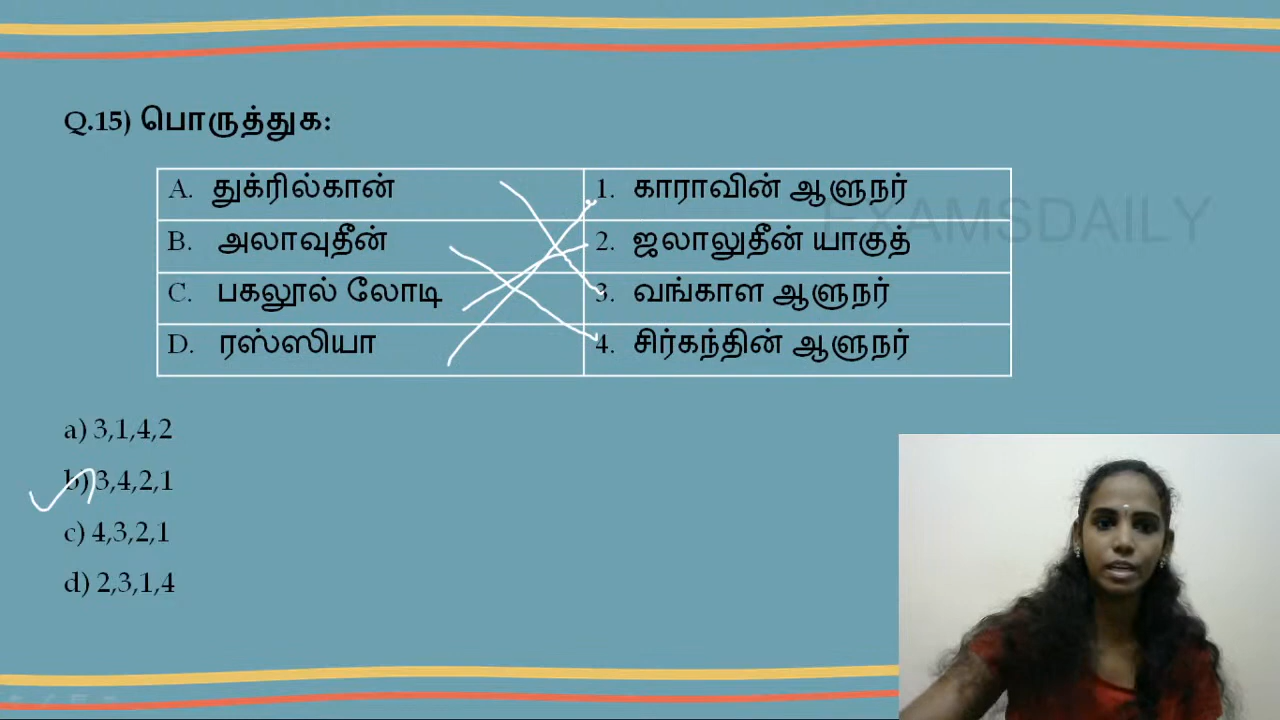 Q.15) பொருத்துக:
A. துக்ரில்கான் 1. காராவின் ஆளுநர்
B. அலாவுதீன் 2. ஜலாலுதீன் யாகுத்
C. பகலூல் லோடி 3. வங்காள ஆளுநர்
D. ரஸ்ஸியா 4. சிர்கந்தின் ஆளுநர்
EXAMSDAILY
a) 3,1,4,2
b) 3,4,2,1
c) 4,3,2,1
d) 2,3,1,4